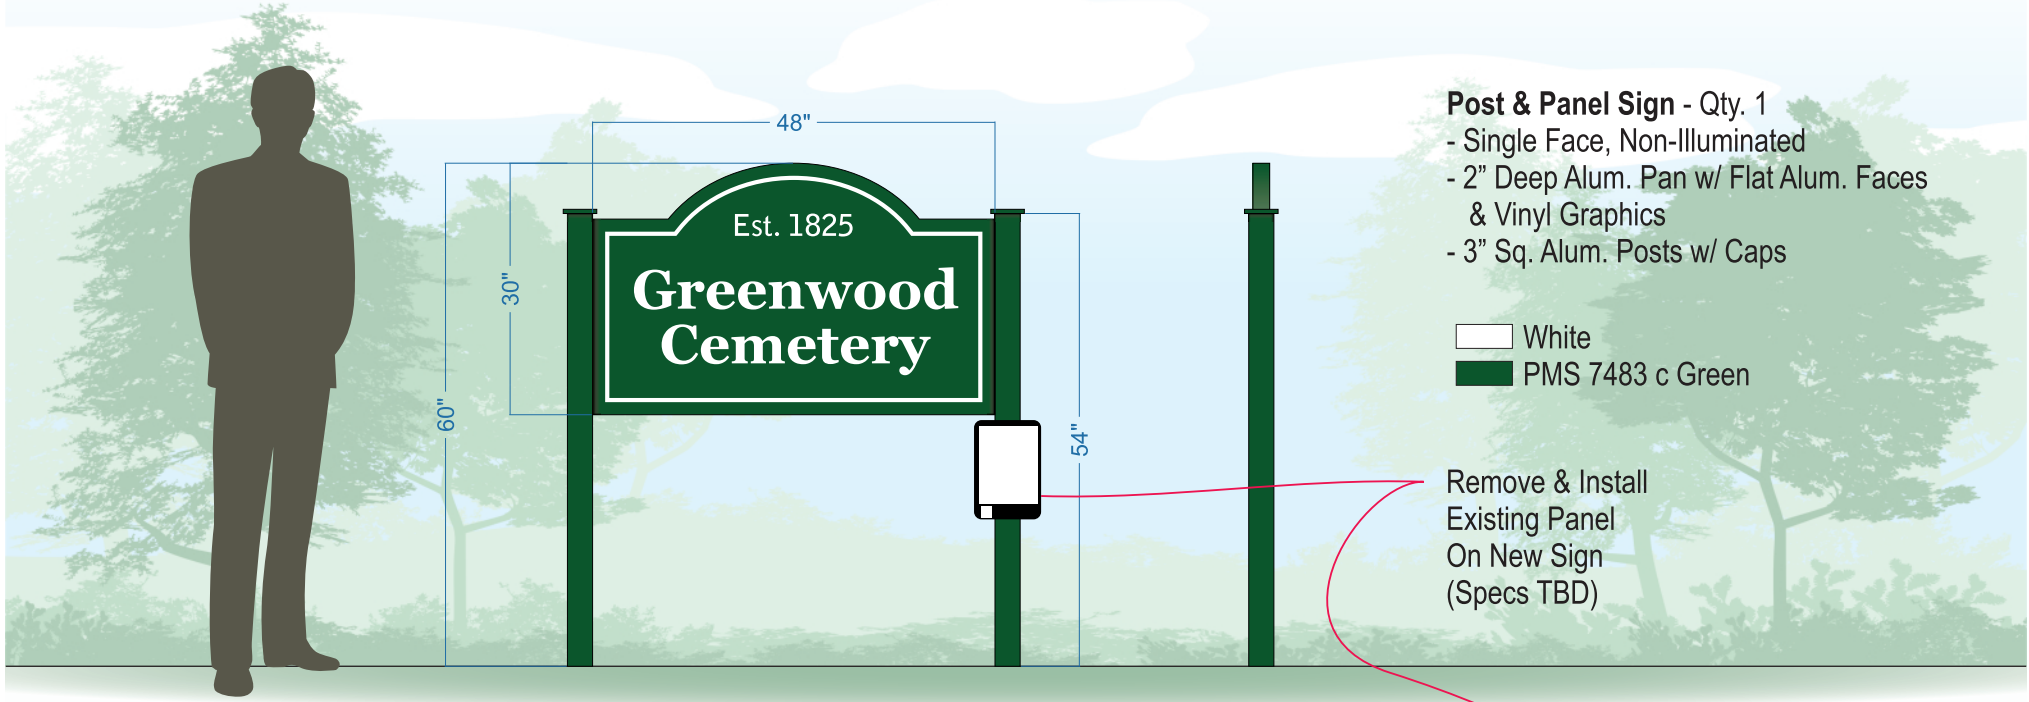 48"
60"
30"
54"
Est. 1825
Greenwood
Cemetery
Post & Panel Sign - Qty. 1
- Single Face, Non-Illuminated
- 2” Deep Alum. Pan w/ Flat Alum. Faces
& Vinyl Graphics
- 3” Sq. Alum. Posts w/ Caps
White
PMS 7483 c Green
Remove & Install
Existing Panel
On New Sign
(Specs TBD)